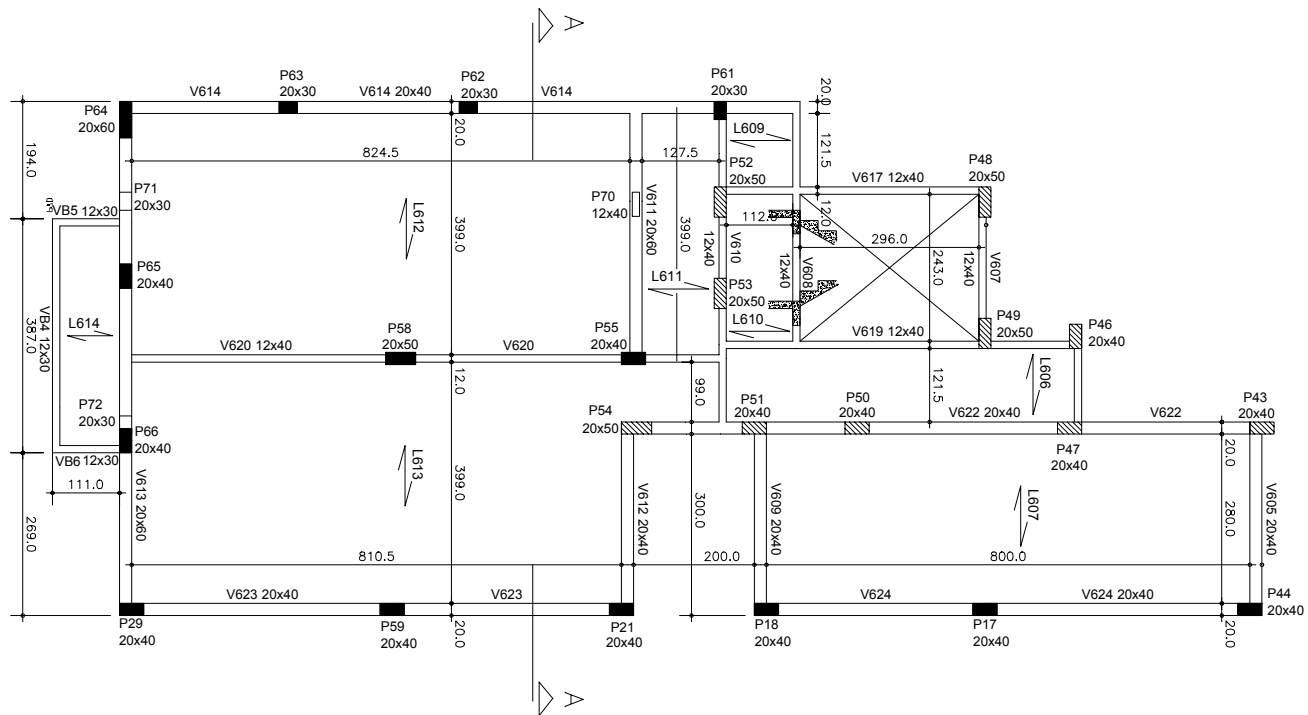 A
P63
20x30
P62
20x30
P61
20x30
V614
V614 20x40
V614
P64
20x60
20.0
20.0
L609
121.5
194.0
824.5
127.5
P52
20x50
P48
20x50
V617 12x40
P71
20x30
P70
12x40
VB5 12x30
L612
399.0
V611 20x60
399.0
12x40
V610
112.0
12.0
296.0
12x40
V608
243.0
12x40
V607
P65
20x40
L611
P53
20x50
L610
P49
20x50
P46
20x40
V619 12x40
L614
VB4 12x30
387.0
V620 12x40
P58
20x50
V620
P55
20x40
12.0
99.0
121.5
L606
P72
20x30
P66
20x40
P54
20x50
P51
20x40
P50
20x40
V622 20x40
V622
P43
20x40
P47
20x40
20.0
VB6 12x30
111.0
V613 20x60
L613
399.0
V612 20x40
300.0
V609 20x40
L607
280.0
V605 20x40
269.0
810.5
200.0
800.0
V623 20x40
V623
V624
V624 20x40
P29
20x40
P59
20x40
20.0
P21
20x40
P18
20x40
P17
20x40
20.0
P44
20x40
A